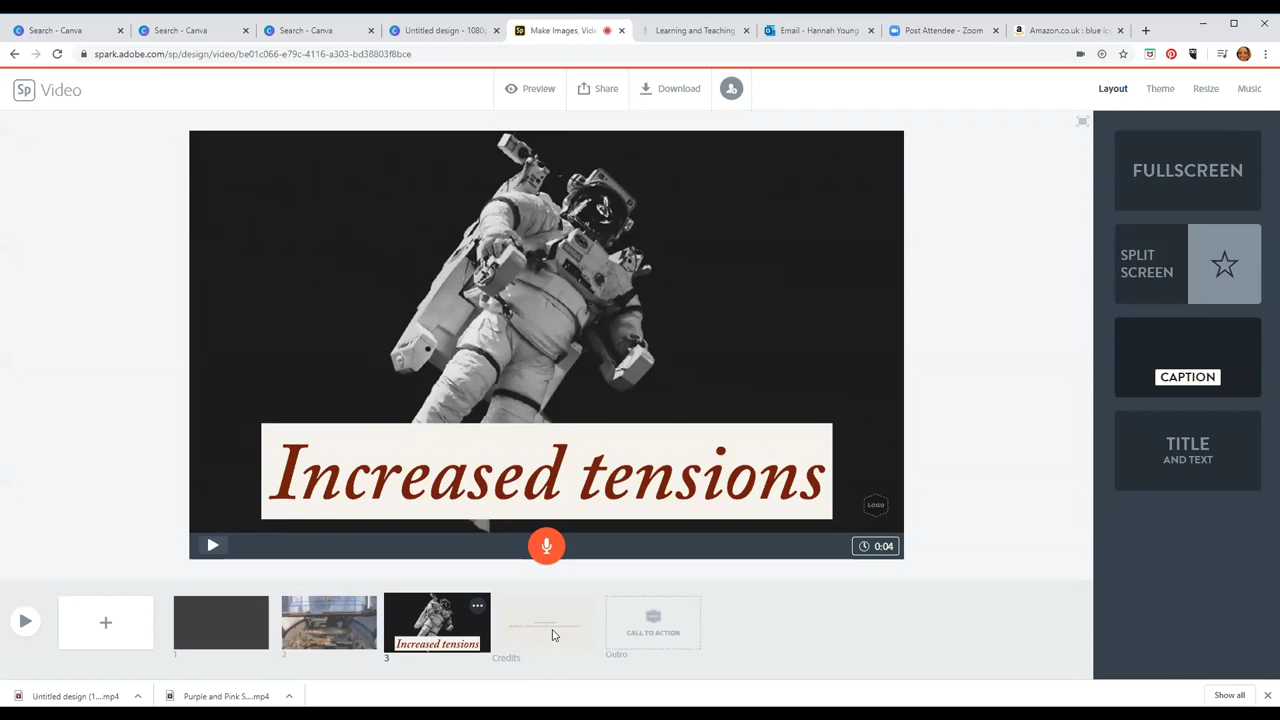 Search - Canva
Search - Canva
Search - Canva
Untitled design - 1080p
Make Images, Vide
Learning and Teaching
Email - Hannah Young
Post Attendee - Zoom
Amazon.co.uk : blue ic
spark.adobe.com/sp/design/video/be01c066-e79c-4116-a303-bd38803f8bce
Sp Video
Preview
Share
Download
Layout
Theme
Resize
Music
FULLSCREEN
SPLIT
SCREEN
CAPTION
TITLE
AND TEXT
Increased tensions
LOGO
0:04
Increased tensions
CALL TO ACTION
1
2
3
Credits
Outro
Untitled design (1....mp4
Purple and Pink S....mp4
Show all